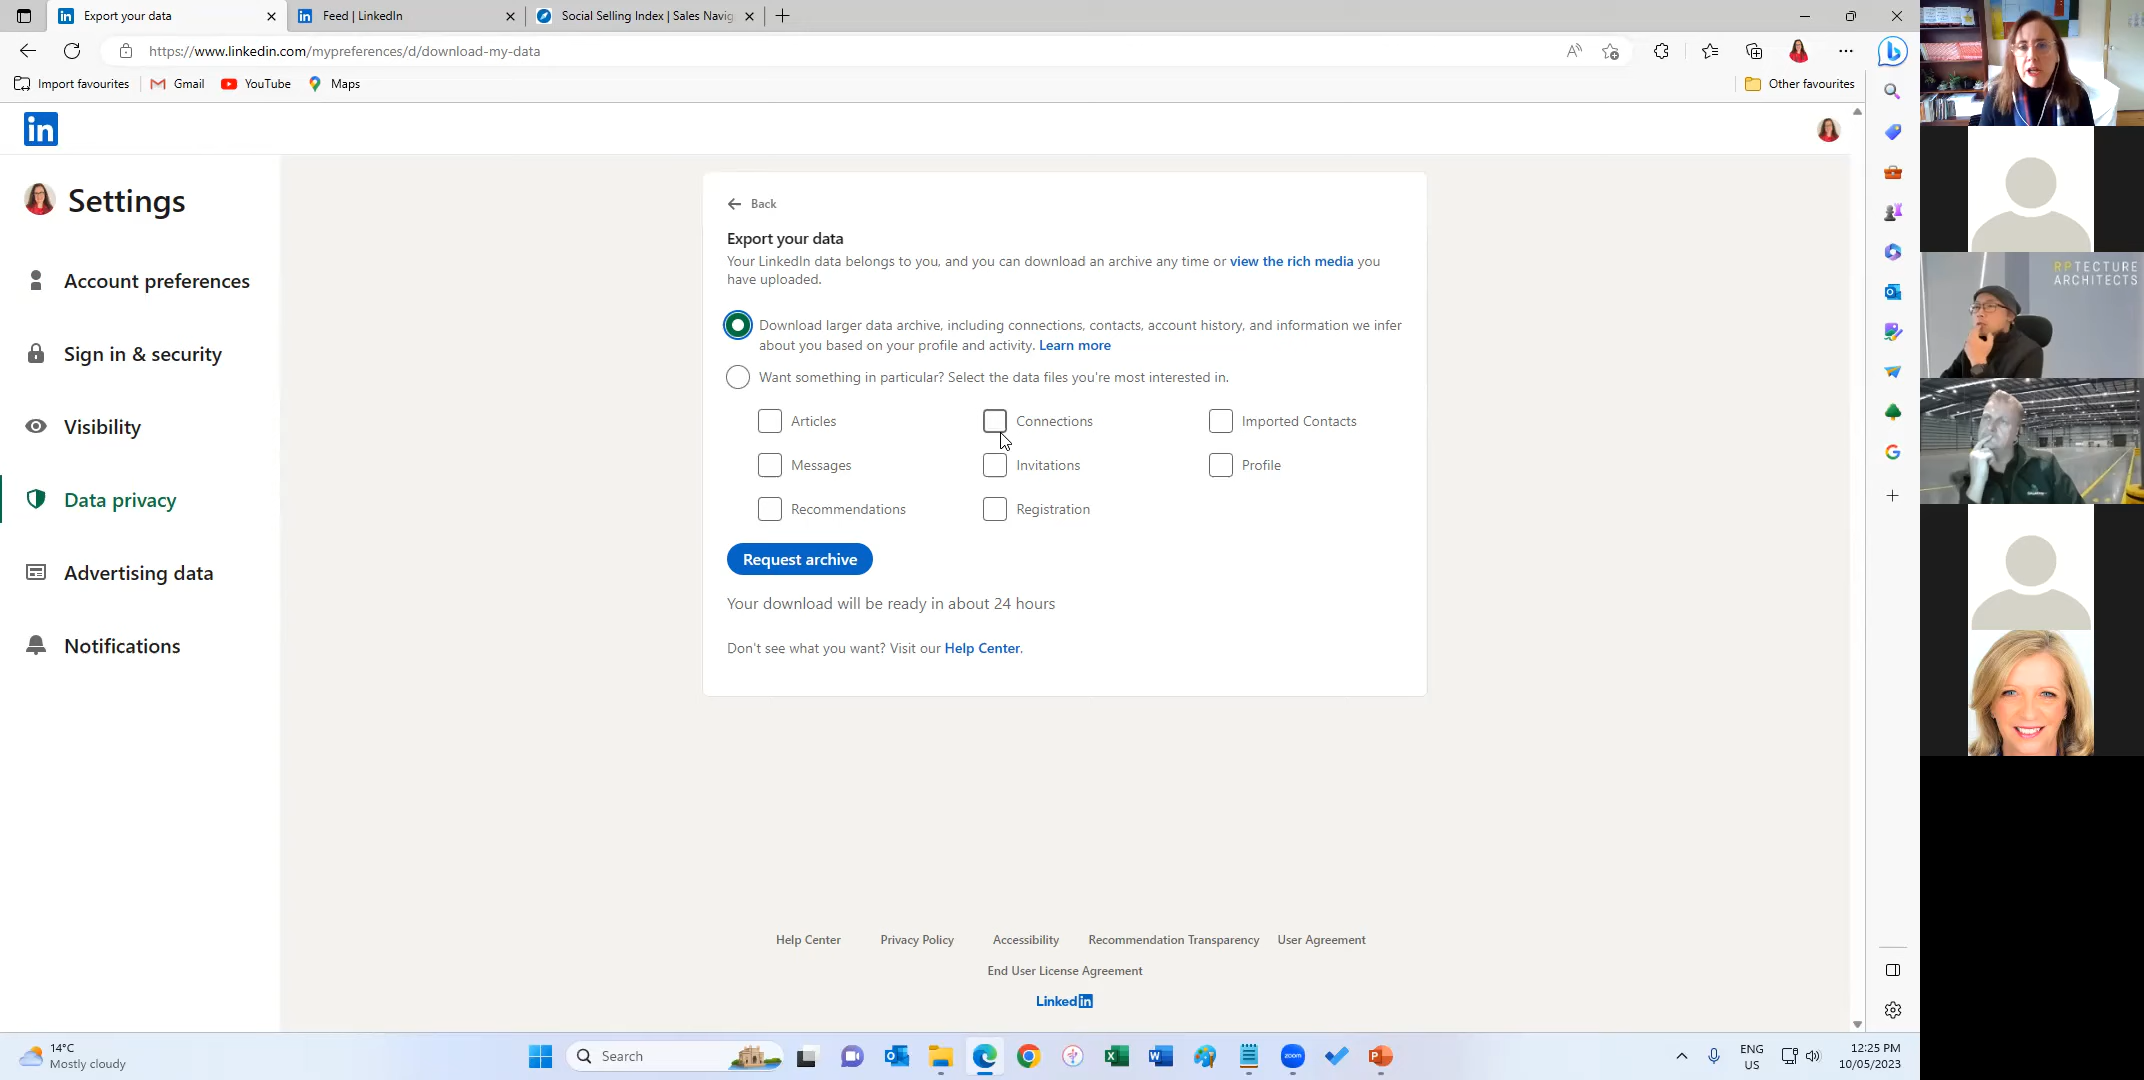 Export your data
Feed | LinkedIn
Social Selling Index | Sales Navig
https://www.linkedin.com/mypreferences/d/download-my-data
Import favourites
Gmail
YouTube
Maps
Other favourites
in
Settings
Account preferences
Sign in & security
Visibility
Data privacy
Advertising data
Notifications
Back
Export your data
Your LinkedIn data belongs to you, and you can download an archive any time or view the rich media you
have uploaded.
Download larger data archive, including connections, contacts, account history, and information we infer
about you based on your profile and activity. Learn more
Want something in particular? Select the data files you're most interested in.
Articles
Connections
Imported Contacts
Messages
Invitations
Profile
Recommendations
Registration
Request archive
Your download will be ready in about 24 hours
Don't see what you want? Visit our Help Center.
Help Center
Privacy Policy
Accessibility
Recommendation Transparency
User Agreement
End User License Agreement
LinkedIn
RPTECTURE
ARCHITECTS
14°C
Mostly cloudy
Search
zoom
ENG
US
12:25 PM
10/05/2023